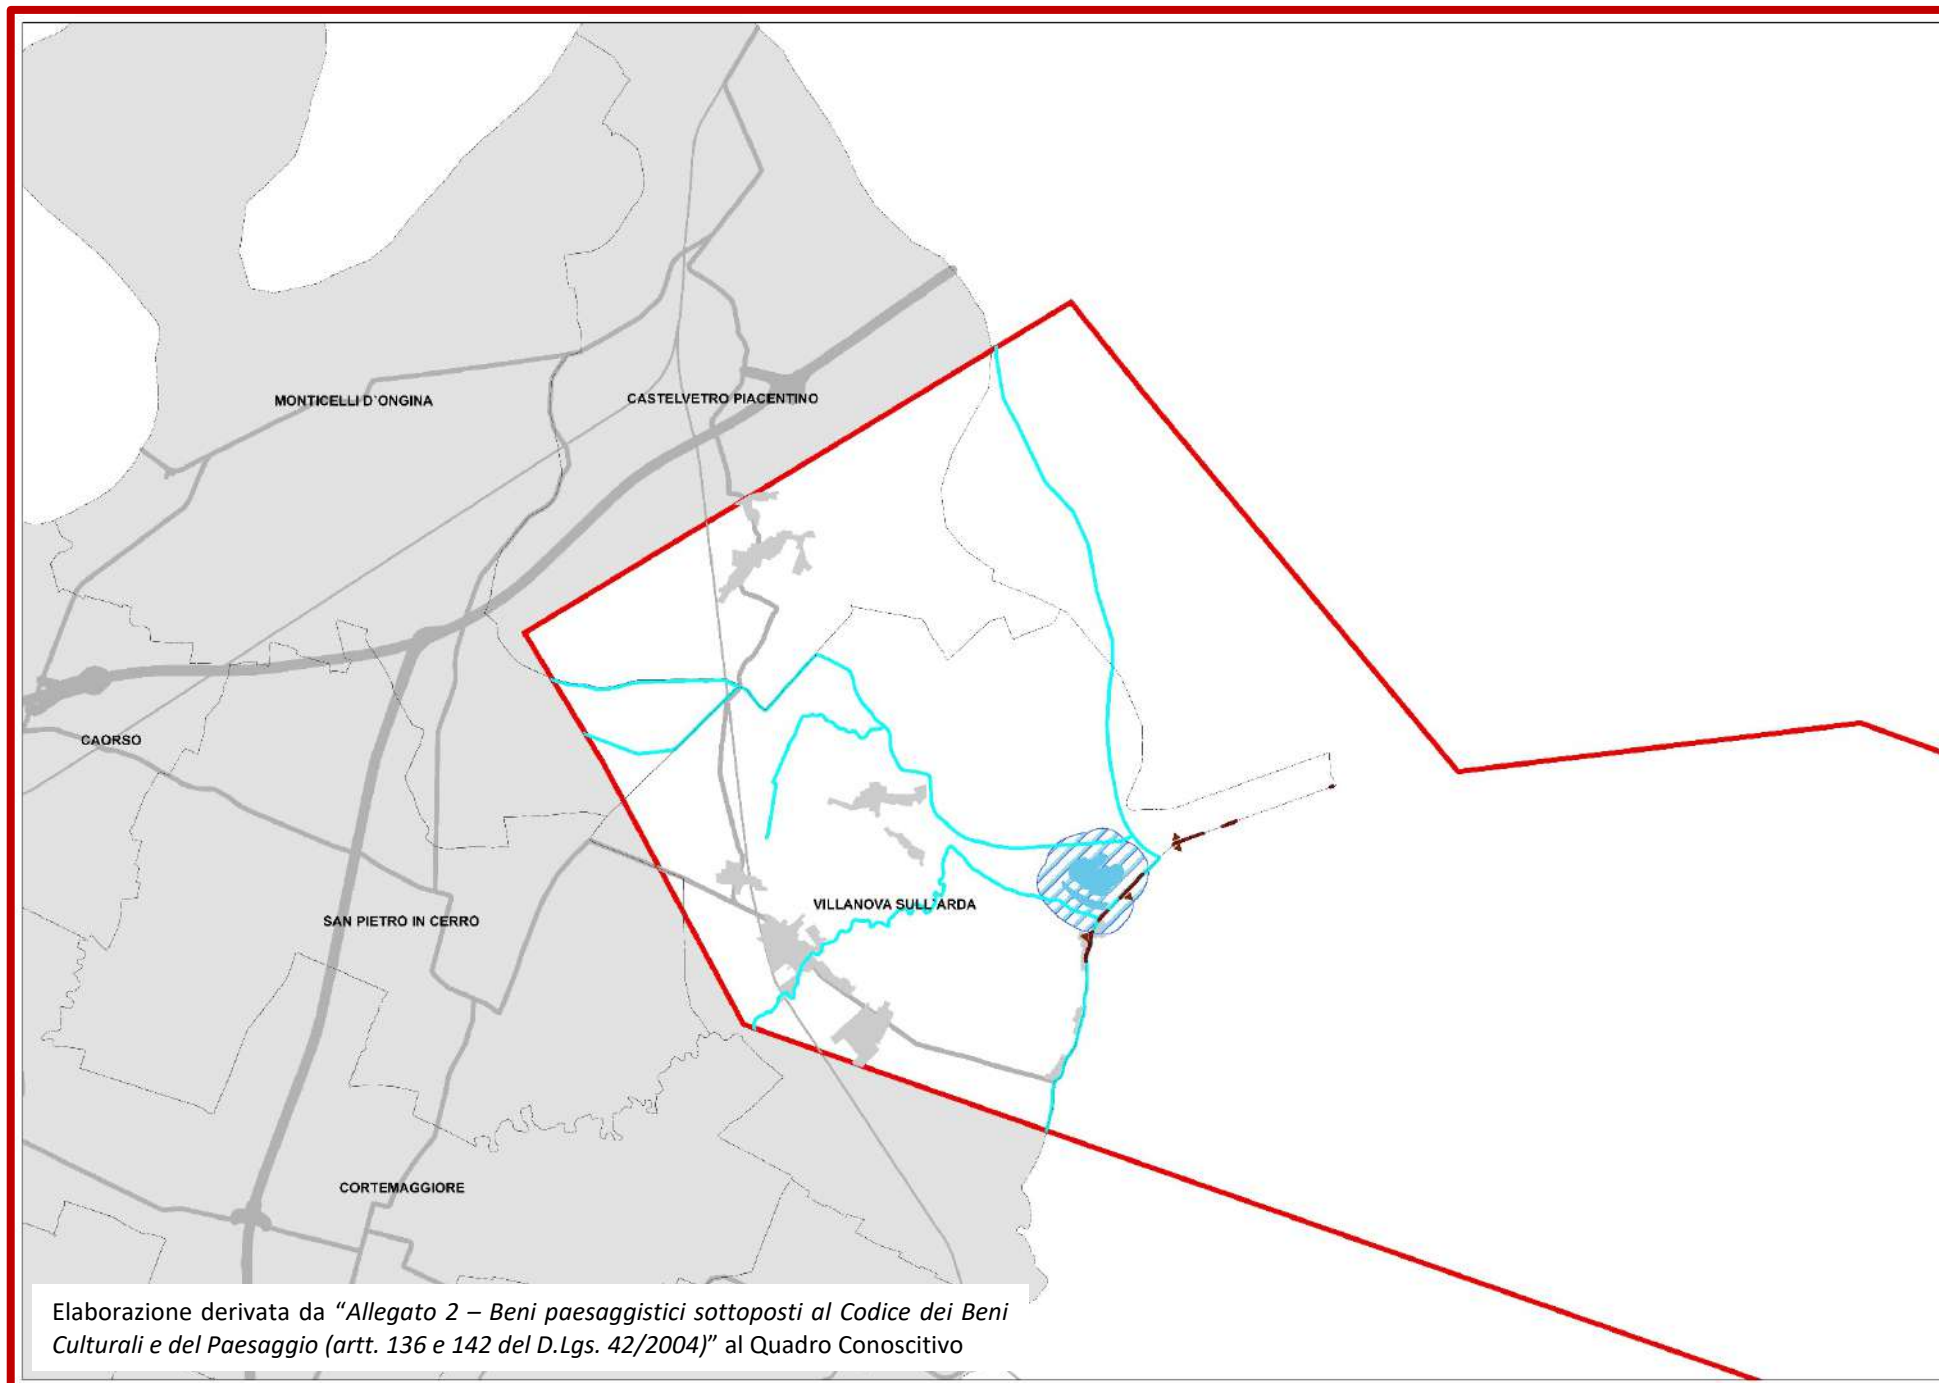 MONTICELLI D'ONGINA
CASTELVETRO PIACENTINO
CAORSO
SAN PIETRO IN CERRO
VILLANOVA SULL'ARDA
CORTEMAGGIORE
Elaborazione derivata da “Allegato 2 – Beni paesaggistici sottoposti al Codice dei Beni
Culturali e del Paesaggio (artt. 136 e 142 del D.Lgs. 42/2004)” al Quadro Conoscitivo